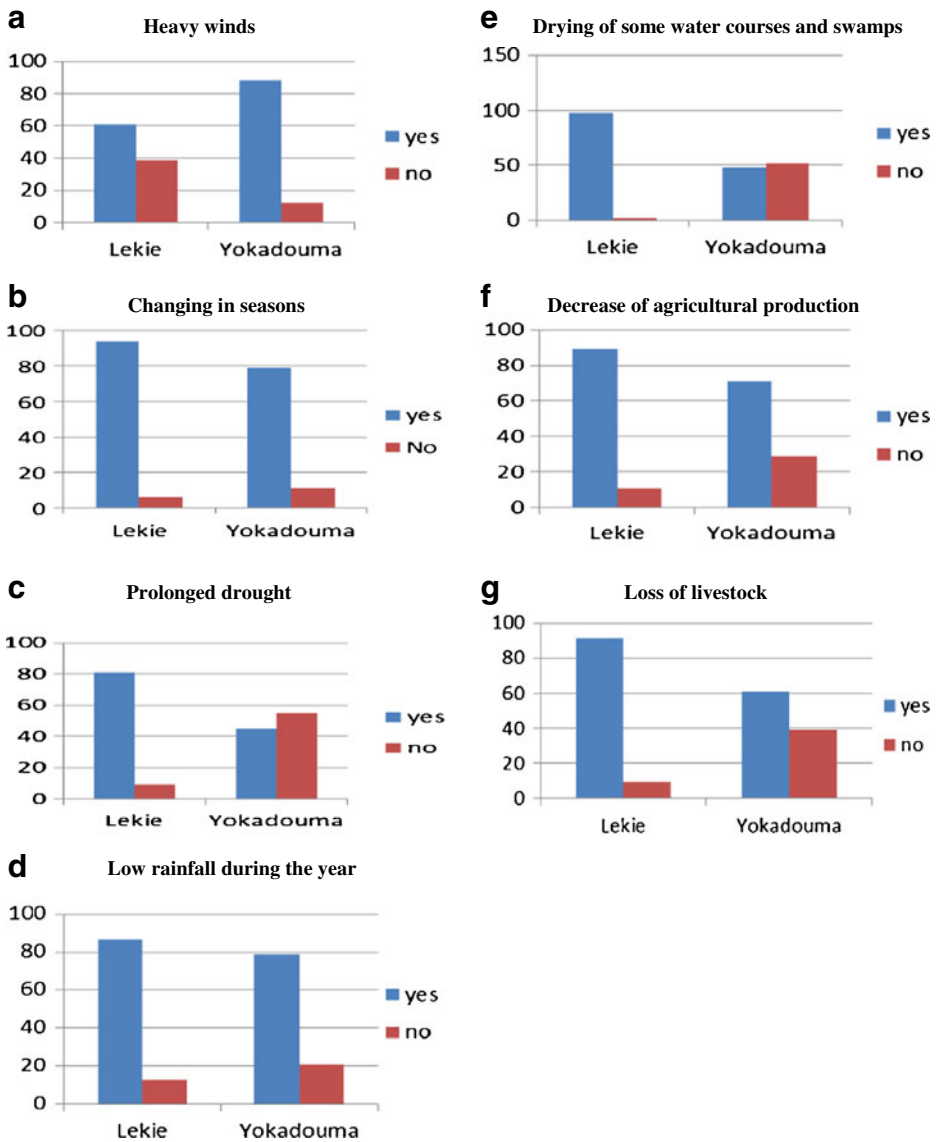 a
Heavy winds
100
80
60
40
20
0
Lekie Yokadouma
yes
no
b
Changing in seasons
100
80
60
40
20
0
Lekie Yokadouma
yes
No
c
Prolonged drought
100
80
60
40
20
0
Lekie Yokadouma
yes
no
d
Low rainfall during the year
100
80
60
40
20
0
Lekie Yokadouma
yes
no
e
Drying of some water courses and swamps
150
100
50
0
Lekie Yokadouma
yes
no
f
Decrease of agricultural production
100
80
60
40
20
0
Lekie Yokadouma
yes
no
g
Loss of livestock
100
80
60
40
20
0
Lekie Yokadouma
yes
no